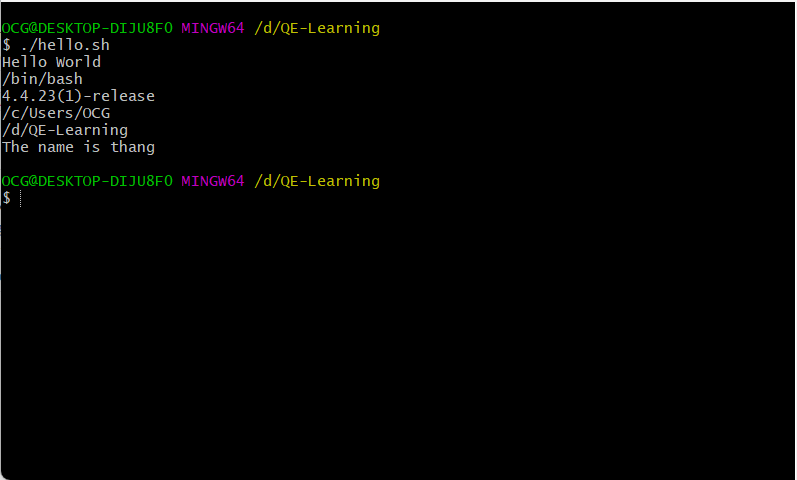 OCG@DESKTOP-DIJU8F0 MINGW64 /d/QE-Learning
$ ./hello.sh
Hello World
/bin/bash
4.4.23(1)-release
/c/Users/OCG
/d/QE-Learning
The name is thang
OCG@DESKTOP-DIJU8F0 MINGW64 /d/QE-Learning
$